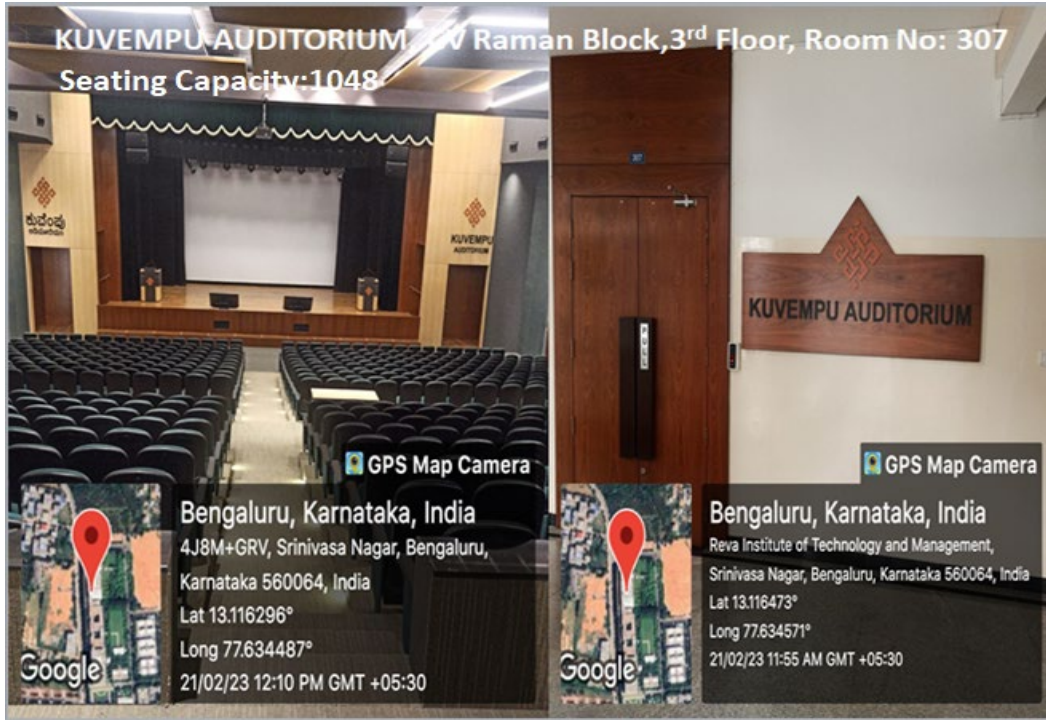 KUVEMPU AUDITORIUM, CV Raman Block,3rd Floor, Room No: 307
Seating Capacity:1048
ಕುವೆಂಪು
KUVEMPU
AUDITORIUM
GPS Map Camera
Bengaluru, Karnataka, India
4J8M+GRV, Srinivasa Nagar, Bengaluru,
Karnataka 560064, India
Lat 13.116296°
Long 77.634487°
21/02/23 12:10 PM GMT +05:30
Google
307
PULL
KUVEMPU AUDITORIUM
GPS Map Camera
Bengaluru, Karnataka, India
Reva Institute of Technology and Management,
Srinivasa Nagar, Bengaluru, Karnataka 560064, India
Lat 13.116473°
Long 77.634571°
21/02/23 11:55 AM GMT +05:30
Google